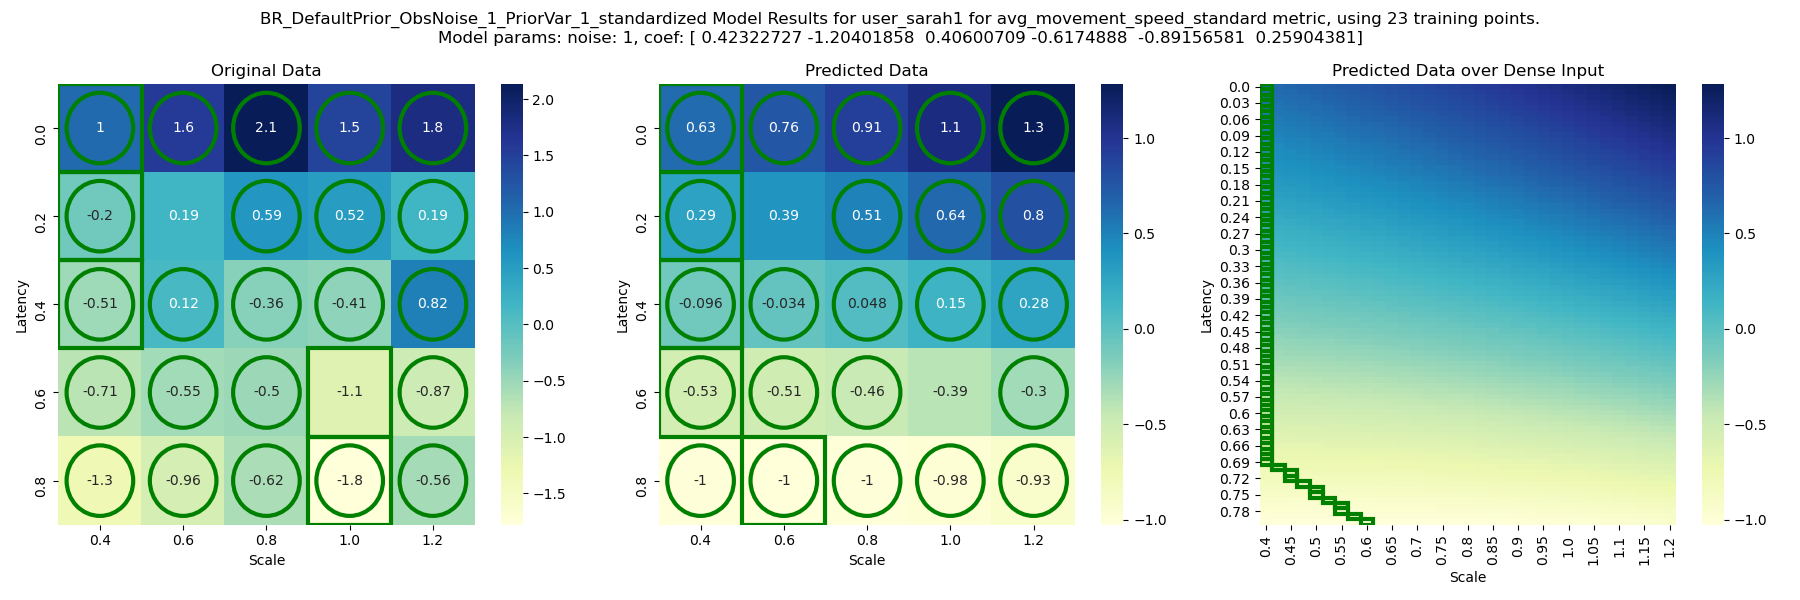 BR_DefaultPrior_ObsNoise_1_PriorVar_1_standardized Model Results for user_sarah1 for avg_movement_speed_standard metric, using 23 training points.
Model params: noise: 1, coef: [ 0.42322727 -1.20401858  0.40600709 -0.6174888  -0.89156581  0.25904381]
Original Data
Latency
0.0 1 1.6 2.1 1.5 1.8
0.2 -0.2 0.19 0.59 0.52 0.19
0.4 -0.51 0.12 -0.36 -0.41 0.82
0.6 -0.71 -0.55 -0.5 -1.1 -0.87
0.8 -1.3 -0.96 -0.62 -1.8 -0.56
0.4 0.6 0.8 1.0 1.2
Scale
2.0
1.5
1.0
0.5
0.0
−0.5
−1.0
−1.5
Predicted Data
Latency
0.0 0.63 0.76 0.91 1.1 1.3
0.2 0.29 0.39 0.51 0.64 0.8
0.4 -0.096 -0.034 0.048 0.15 0.28
0.6 -0.53 -0.51 -0.46 -0.39 -0.3
0.8 -1 -1 -1 -0.98 -0.93
0.4 0.6 0.8 1.0 1.2
Scale
1.0
0.5
0.0
−0.5
−1.0
Predicted Data over Dense Input
Latency
0.0
0.03
0.06
0.09
0.12
0.15
0.18
0.21
0.24
0.27
0.3
0.33
0.36
0.39
0.42
0.45
0.48
0.51
0.54
0.57
0.6
0.63
0.66
0.69
0.72
0.75
0.78
0.4 0.45 0.5 0.55 0.6 0.65 0.7 0.75 0.8 0.85 0.9 0.95 1.0 1.05 1.1 1.15 1.2
Scale
1.0
0.5
0.0
−0.5
−1.0